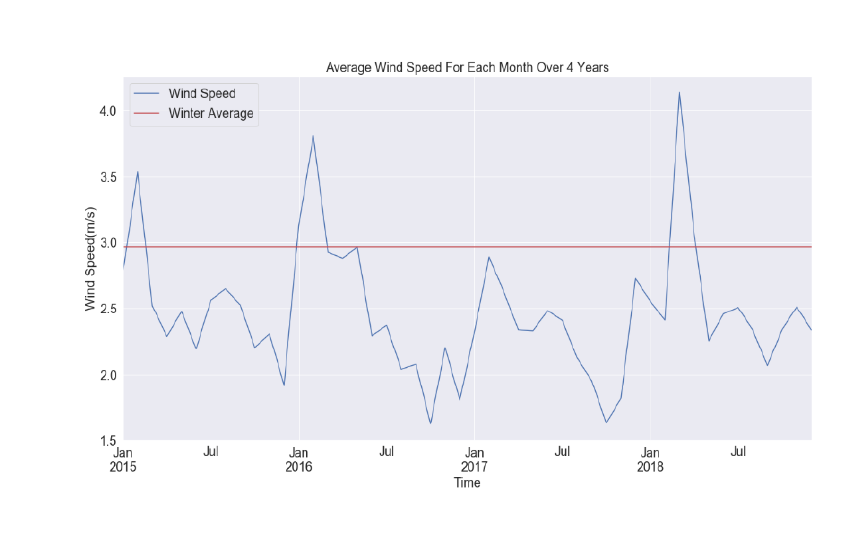 Average Wind Speed For Each Month Over 4 Years
Wind Speed
Winter Average
4.0
3.5
3.0
2.5
2.0
1.5
Wind Speed(m/s)
Jan Jul Jan Jul Jan Jul Jan Jul
2015 2016 2017 2018
Time